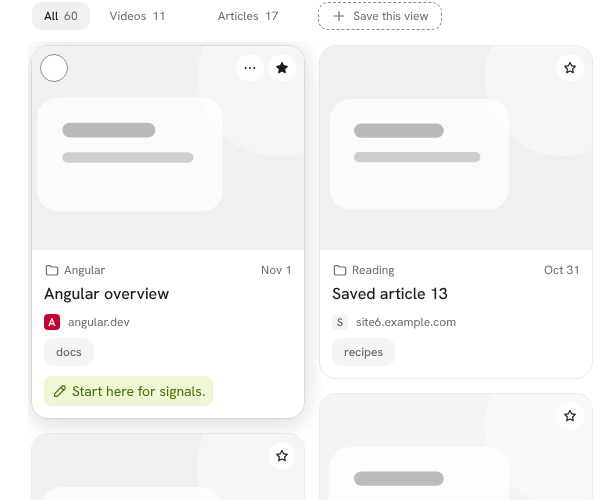 All 60
Videos 11
Articles 17
Save this view
Angular
Nov 1
Angular overview
A
angular.dev
docs
Start here for signals.
Reading
Oct 31
Saved article 13
S
site6.example.com
recipes